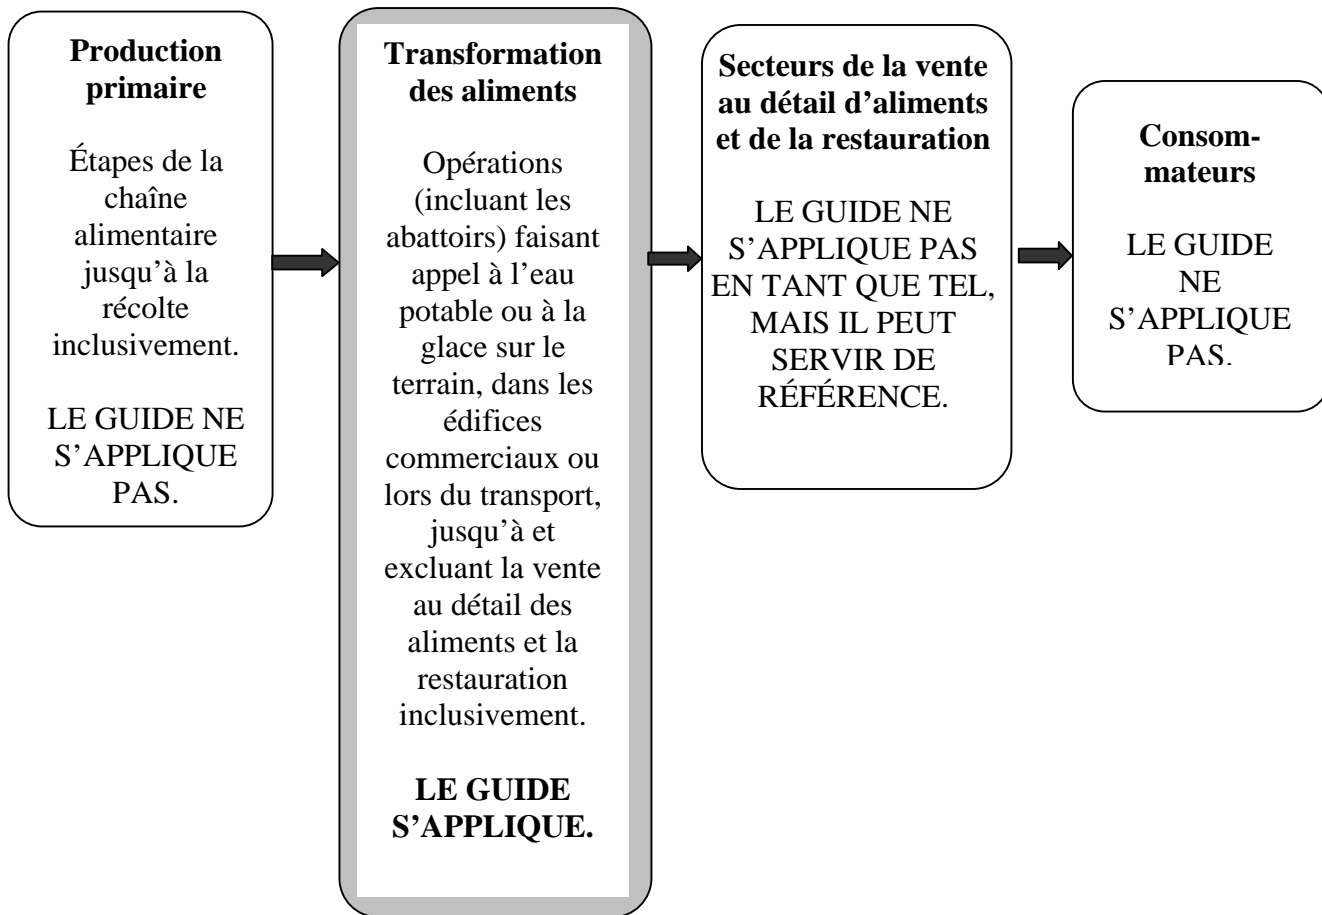 Production
primaire
Étapes de la
chaîne
alimentaire
jusqu’à la
récolte
inclusivement.
LE GUIDE NE
S’APPLIQUE
PAS.
Transformation
des aliments
Opérations
(incluant les
abattoirs) faisant
appel à l’eau
potable ou à la
glace sur le
terrain, dans les
édifices
commerciaux ou
lors du transport,
jusqu’à et
excluant la vente
au détail des
aliments et la
restauration
inclusivement.
LE GUIDE
S’APPLIQUE.
Secteurs de la vente
au détail d’aliments
et de la restauration
LE GUIDE NE
S’APPLIQUE PAS
EN TANT QUE TEL,
MAIS IL PEUT
SERVIR DE
RÉFÉRENCE.
Consom-
mateurs
LE GUIDE
NE
S’APPLIQUE
PAS.